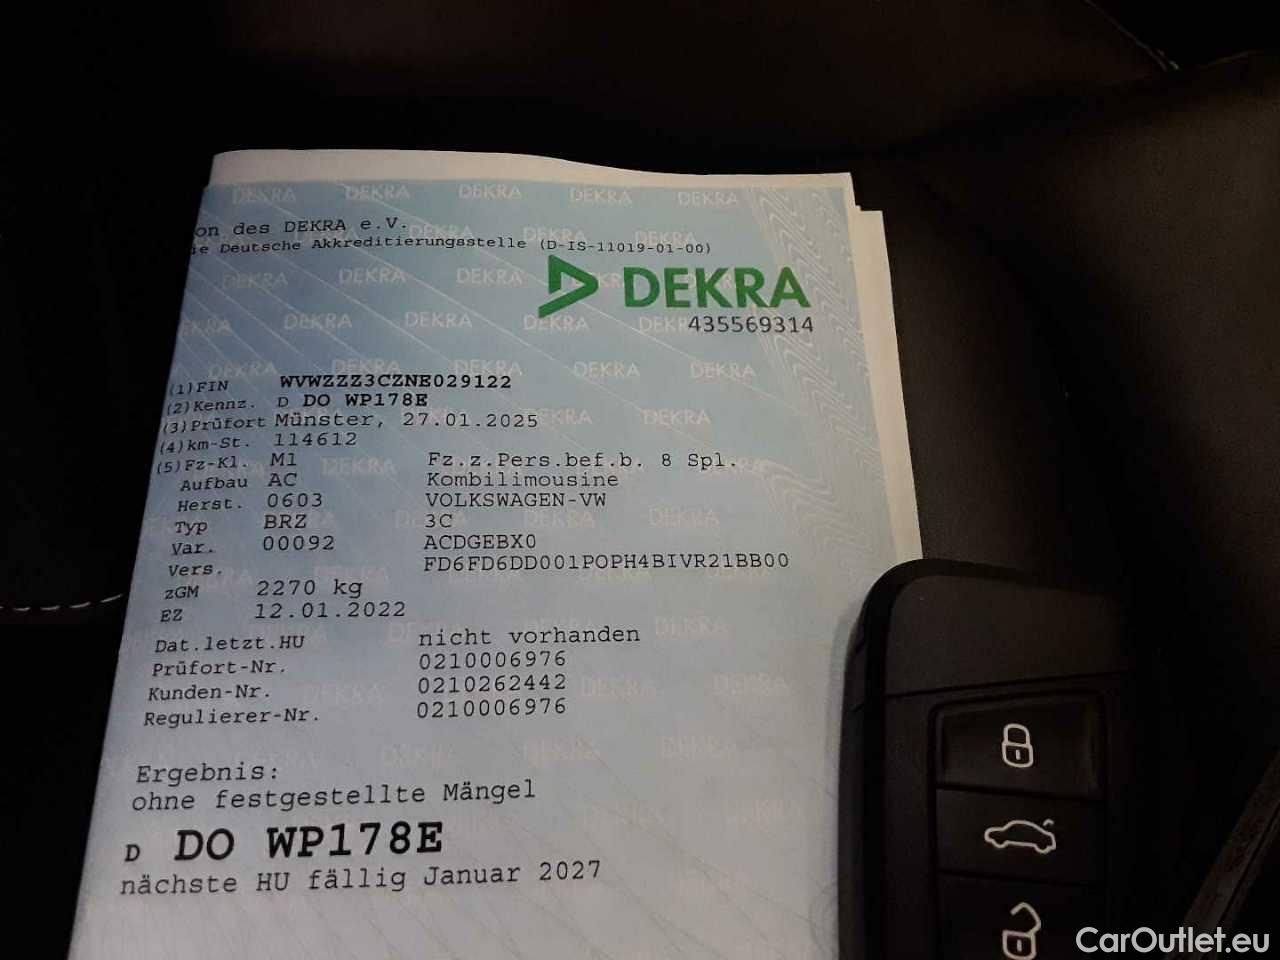 on des DEKRA e.V.
ie Deutsche Akkreditierungsstelle (D-IS-11019-01-00)
DEKRA
435569314
(1)FIN WVWZZZ3CZNE029122
(2)Kennz. D DO WP178E
(3)Prüfort Münster, 27.01.2025
(4)km-St. 114612
(5)Fz-Kl. M1 Fz.z.Pers.bef.b. 8 Spl.
Aufbau AC Kombilimousine
Herst. 0603 VOLKSWAGEN-VW
Typ BRZ 3C
Var. 00092 ACDGEBX0
Vers. FD6FD6DD001POPH4BIVR21BB00
zGM 2270 kg
EZ 12.01.2022
Dat.letzt.HU nicht vorhanden
Prüfort-Nr. 0210006976
Kunden-Nr. 0210262442
Regulierer-Nr. 0210006976
Ergebnis:
ohne festgestellte Mängel
D DO WP178E
nächste HU fällig Januar 2027
CarOutlet.eu